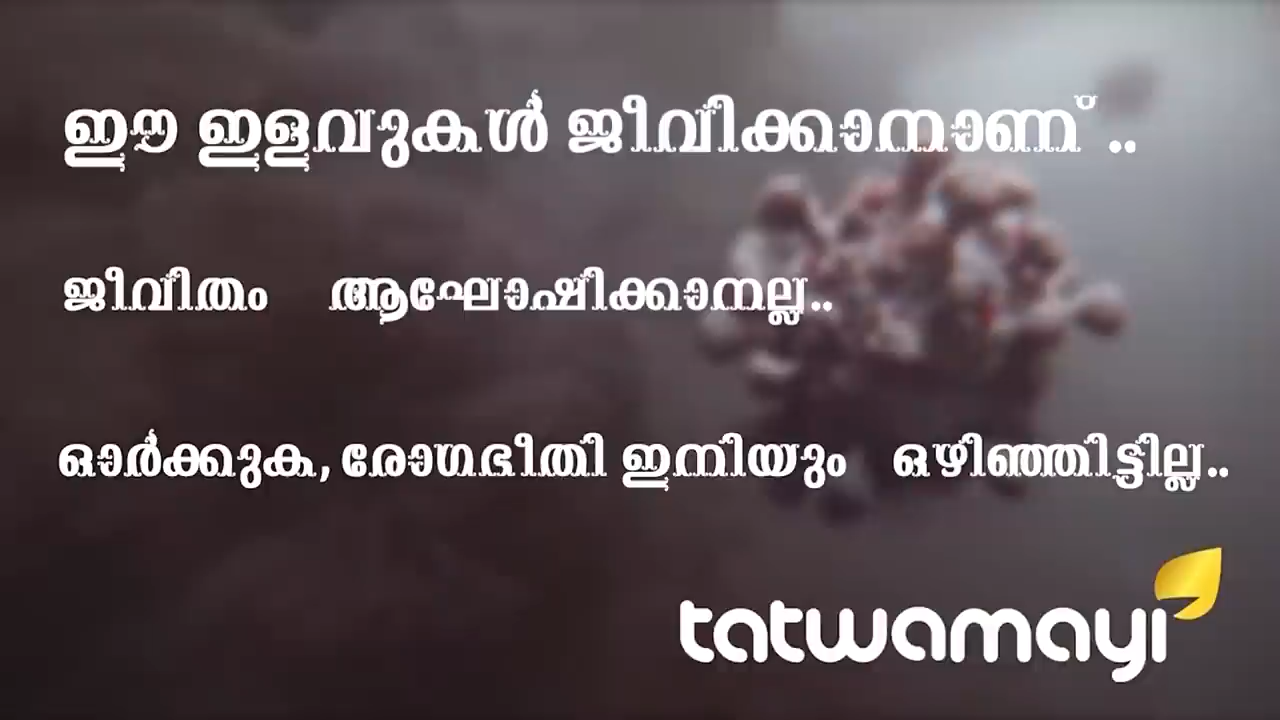 ഈ ഇളവുകൾ ജീവിക്കാനാണ് ..
ജീവിതം ആഘോഷിക്കാനല്ല..
ഓർക്കുക, രോഗഭീതി ഇനിയും ഒഴിഞ്ഞിട്ടില്ല..
tatwamayi